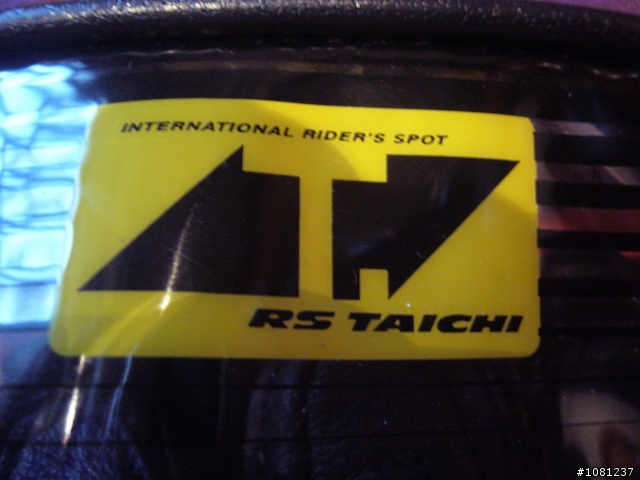 INTERNATIONAL RIDER'S SPOT
RS TAICHI
#1081237